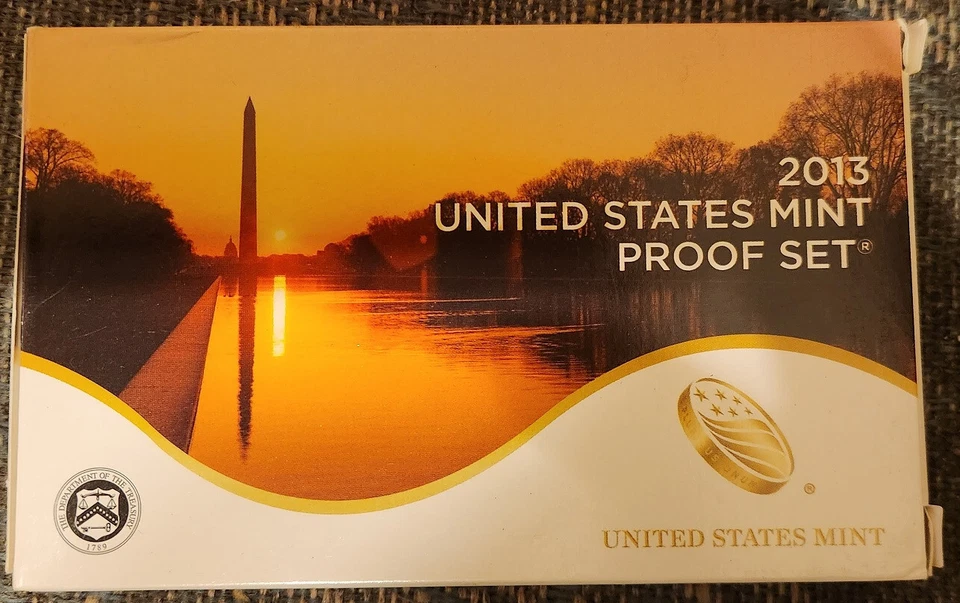 2013
UNITED STATES MINT
PROOF SET®
THE DEPARTMENT OF THE TREASURY
1789
®
UNITED STATES MINT